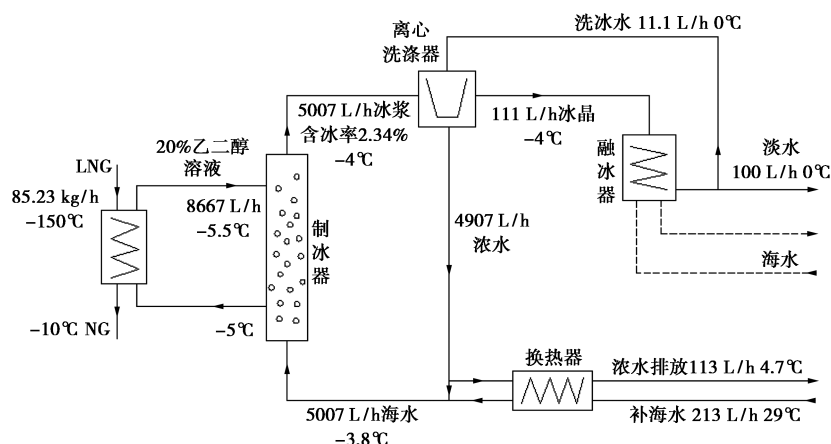 洗冰水 11.1 L/h 0℃
离心
洗涤器
5007 L/h冰浆
含冰率2.34%
-4℃
111 L/h冰晶
-4℃
融冰器
淡水
100 L/h 0℃
海水
20%乙二醇
溶液
LNG
85.23 kg/h
-150℃
8667 L/h
-5.5℃
制冰器
4907 L/h
浓水
-10℃ NG
-5℃
换热器
浓水排放113 L/h 4.7℃
补海水 213 L/h 29℃
5007 L/h海水
-3.8℃